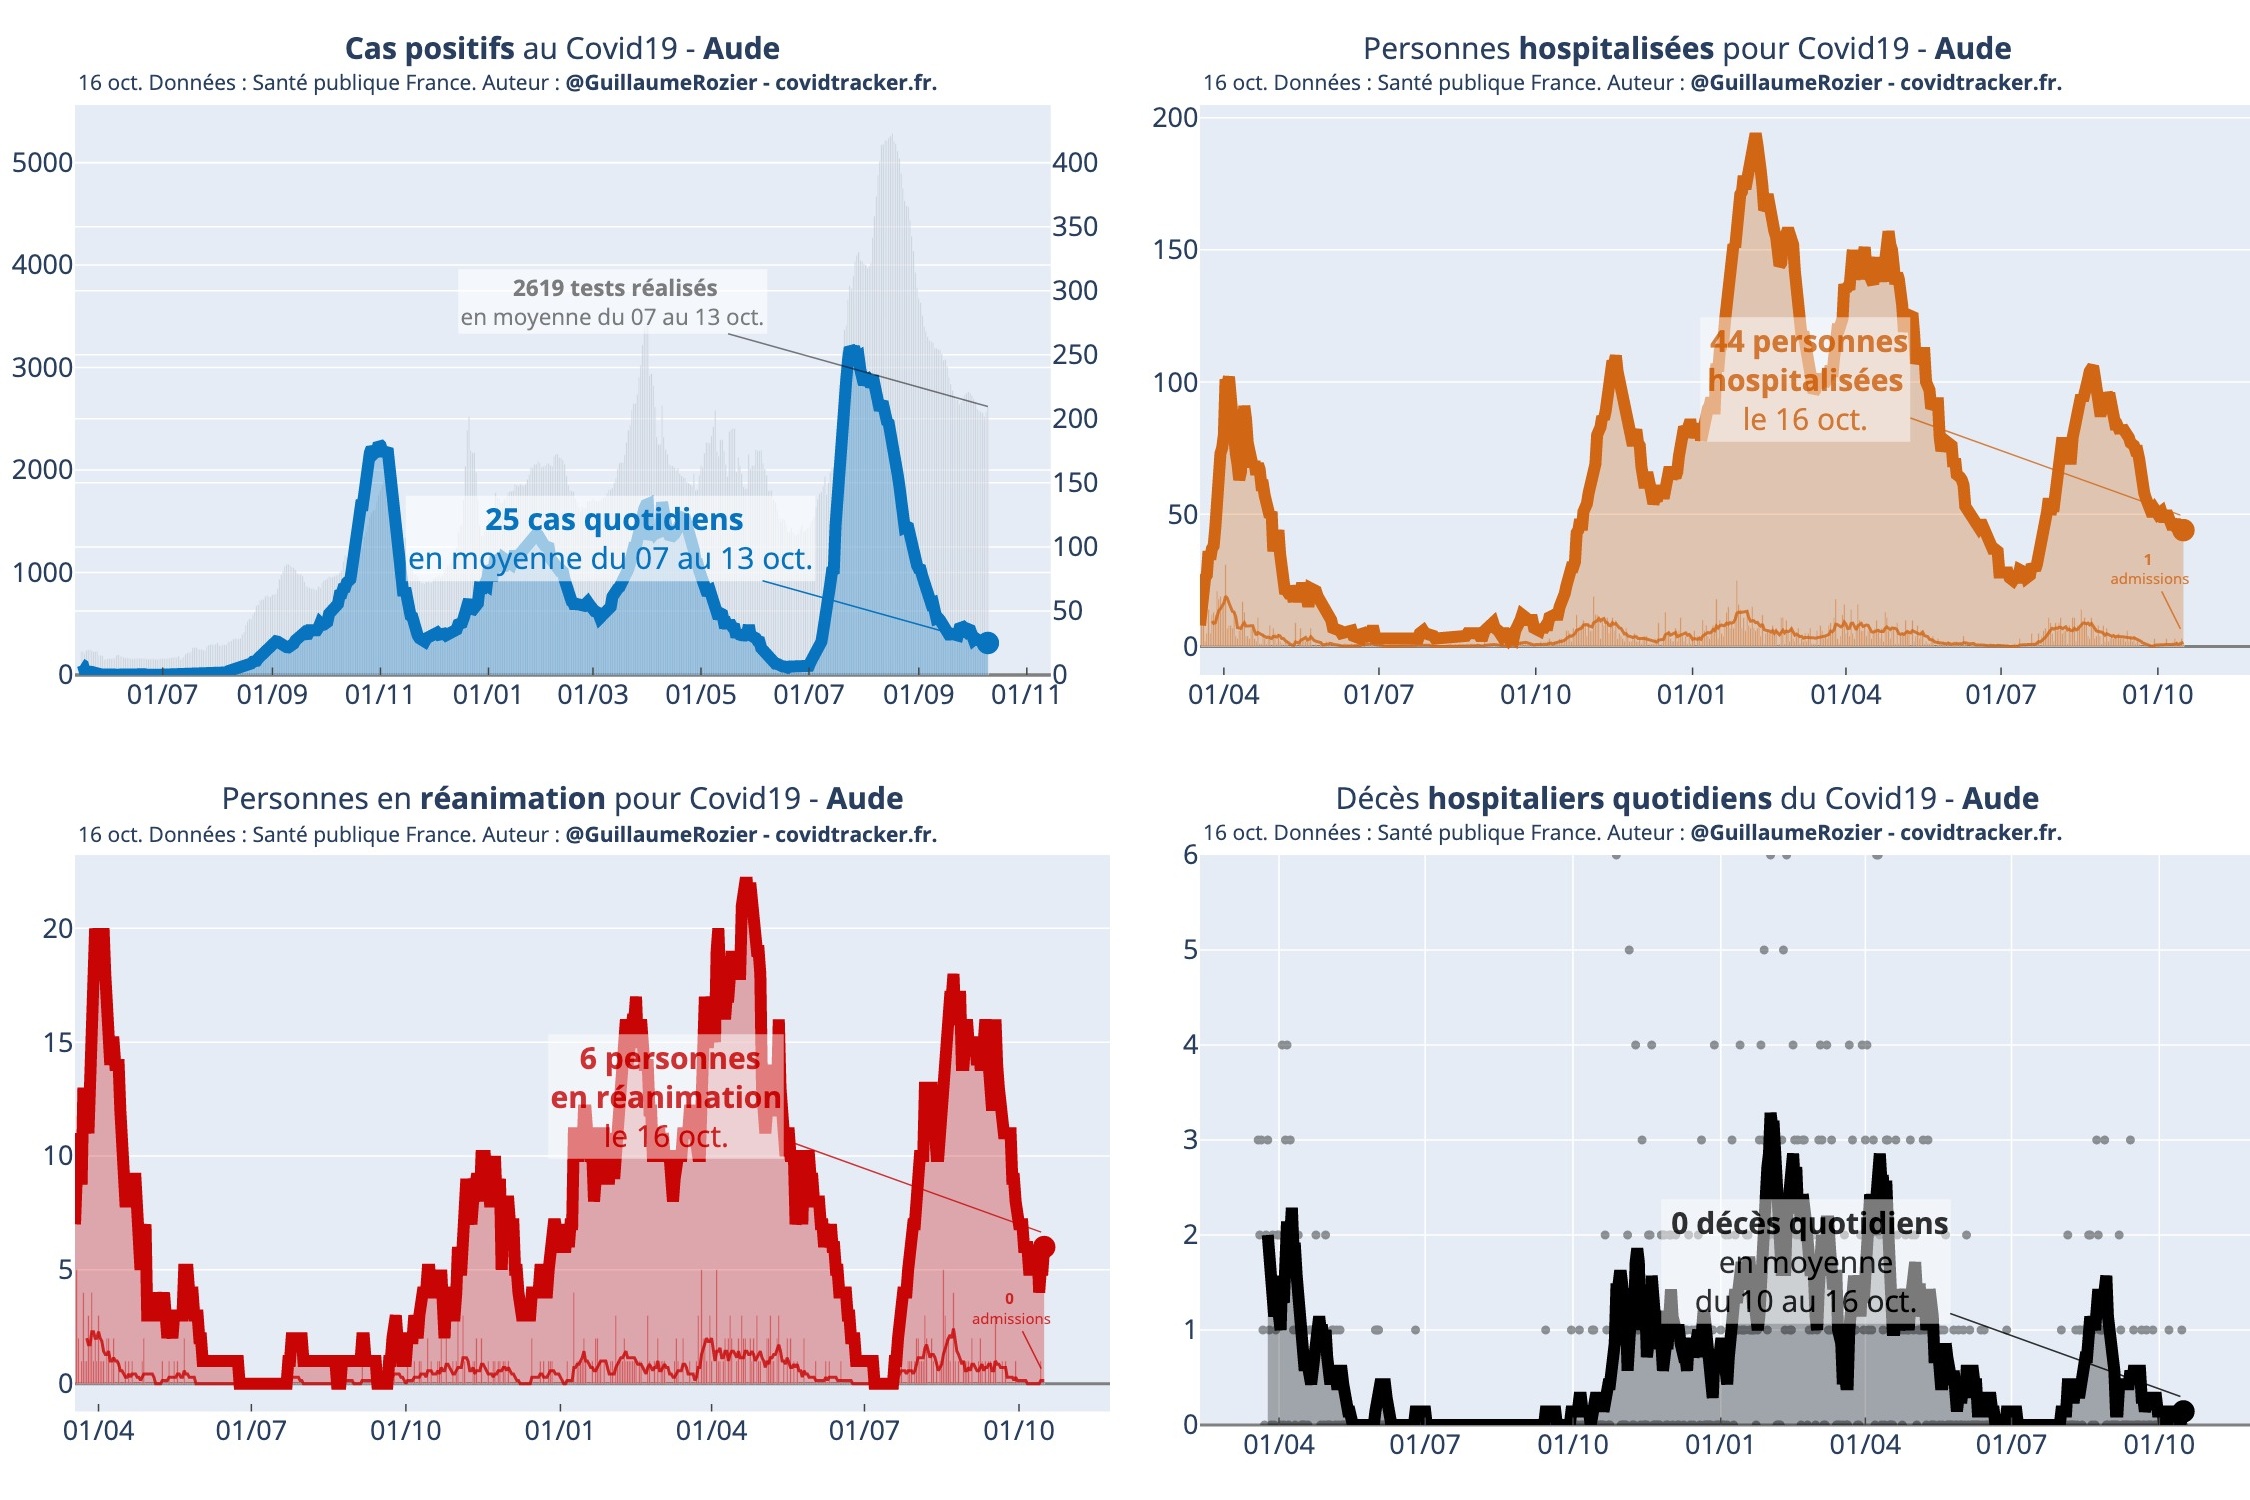 Cas positifs au Covid19 - Aude
16 oct. Données : Santé publique France. Auteur : @GuillaumeRozier - covidtracker.fr.
5000
4000
3000
2000
1000
0
400
350
300
250
200
150
100
50
0
2619 tests réalisés
en moyenne du 07 au 13 oct.
25 cas quotidiens
en moyenne du 07 au 13 oct.
01/07 01/09 01/11 01/01 01/03 01/05 01/07 01/09 01/11
Personnes hospitalisées pour Covid19 - Aude
16 oct. Données : Santé publique France. Auteur : @GuillaumeRozier - covidtracker.fr.
200
150
100
50
0
44 personnes
hospitalisées
le 16 oct.
1
admissions
01/04 01/07 01/10 01/01 01/04 01/07 01/10
Personnes en réanimation pour Covid19 - Aude
16 oct. Données : Santé publique France. Auteur : @GuillaumeRozier - covidtracker.fr.
20
15
10
5
0
6 personnes
en réanimation
le 16 oct.
0
admissions
01/04 01/07 01/10 01/01 01/04 01/07 01/10
Décès hospitaliers quotidiens du Covid19 - Aude
16 oct. Données : Santé publique France. Auteur : @GuillaumeRozier - covidtracker.fr.
6
5
4
3
2
1
0
0 décès quotidiens
en moyenne
du 10 au 16 oct.
01/04 01/07 01/10 01/01 01/04 01/07 01/10